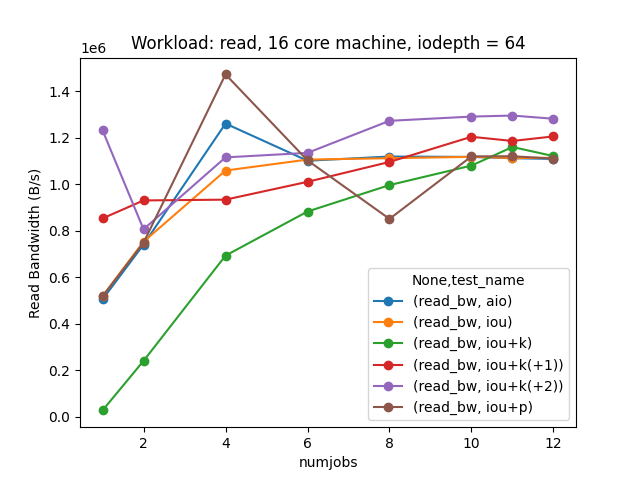 Workload: read, 16 core machine, iodepth = 64
1e6
1.4
1.2
1.0
0.8
0.6
0.4
0.2
0.0
Read Bandwidth (B/s)
None,test_name
(read_bw, aio)
(read_bw, iou)
(read_bw, iou+k)
(read_bw, iou+k(+1))
(read_bw, iou+k(+2))
(read_bw, iou+p)
2 4 6 8 10 12
numjobs